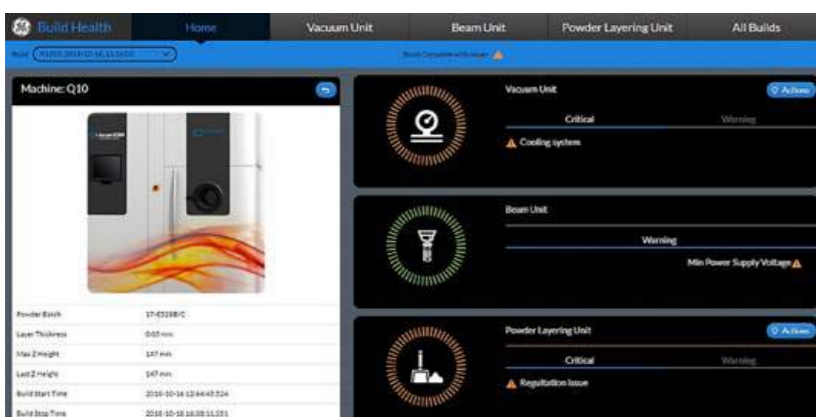 Build Health
Home
Vacuum Unit
Beam Unit
Powder Layering Unit
All Builds
Build
Build Complete with issues
Machine: Q10
Powder Batch
Layer Thickness 0.05 mm
Max Z Height 147 mm
Last Z Height 147 mm
Build Start Time
Build Stop Time
Vacuum Unit
Actions
Critical
Warning
Cooling system
Beam Unit
Warning
Min Power Supply Voltage
Powder Layering Unit
Actions
Critical
Warning
Regultation Issue